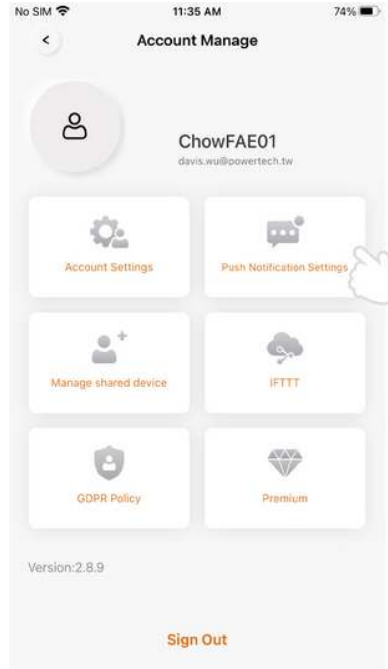 No SIM 11:35 AM 74%
Account Manage
ChowFAE01
davis.wu@powertech.tw
Account Settings Push Notification Settings
Manage shared device IFTTT
GDPR Policy Premium
Version:2.8.9
Sign Out